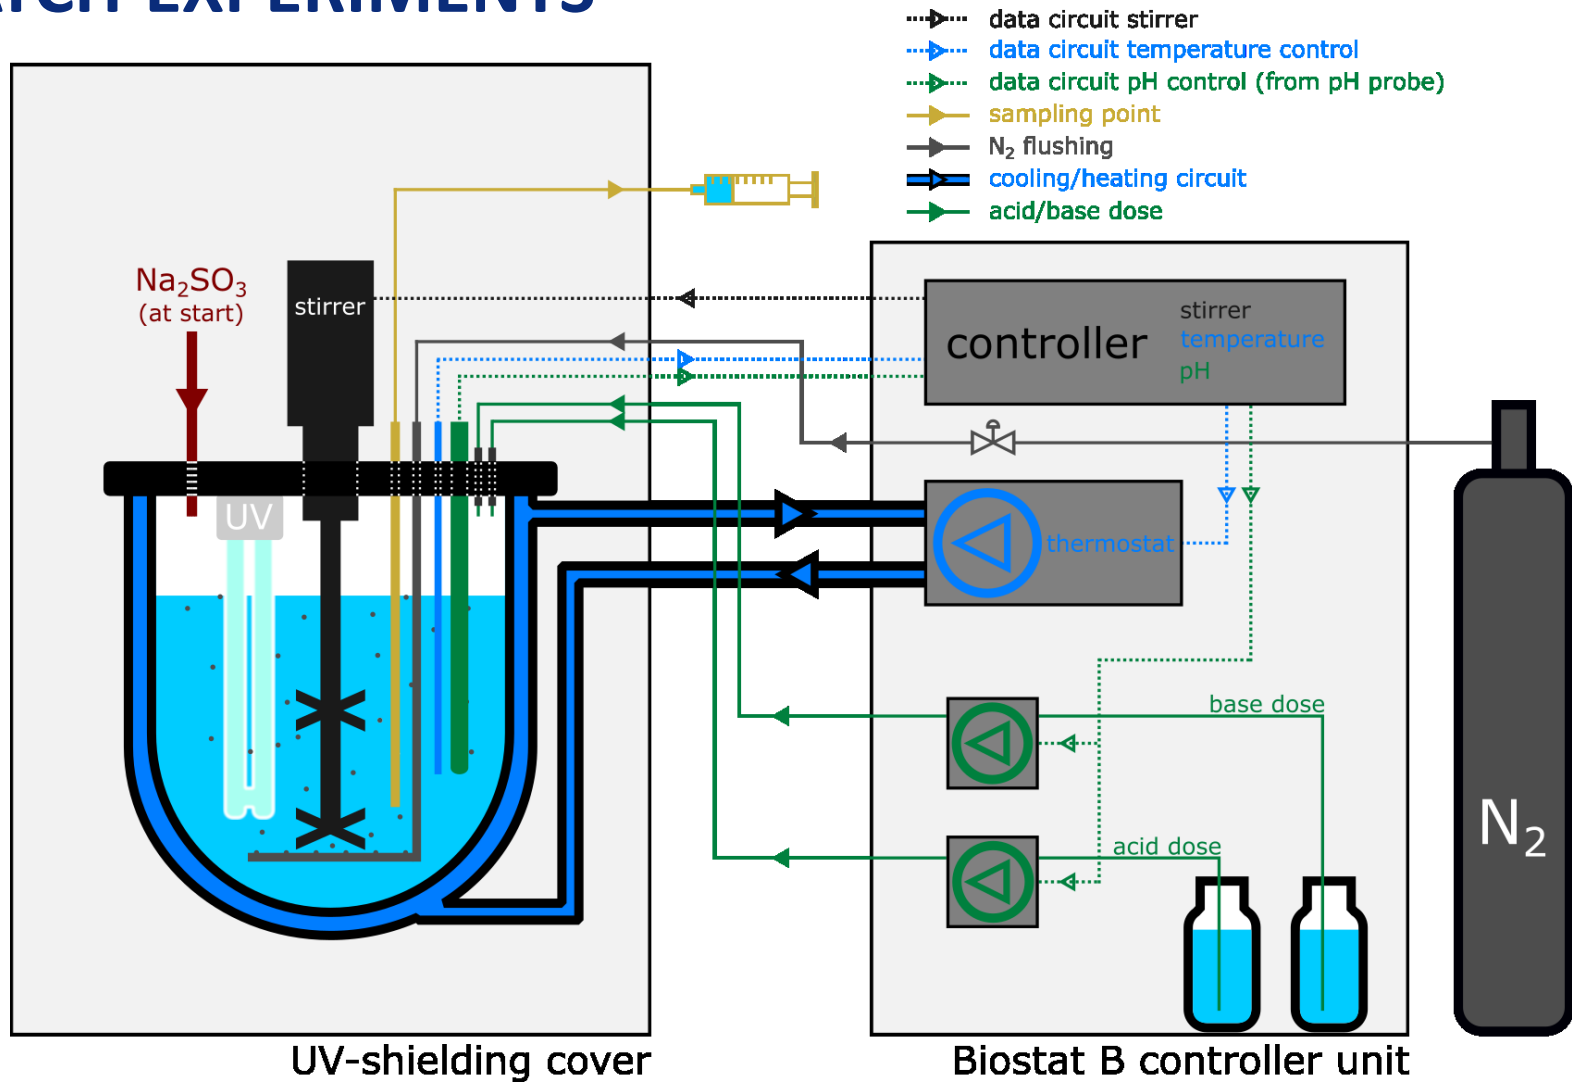 data circuit stirrer
data circuit temperature control
data circuit pH control (from pH probe)
sampling point
N₂ flushing
cooling/heating circuit
acid/base dose
Na₂SO₃
(at start)
stirrer
controller
stirrer
temperature
pH
UV
thermostat
base dose
acid dose
N₂
UV-shielding cover
Biostat B controller unit